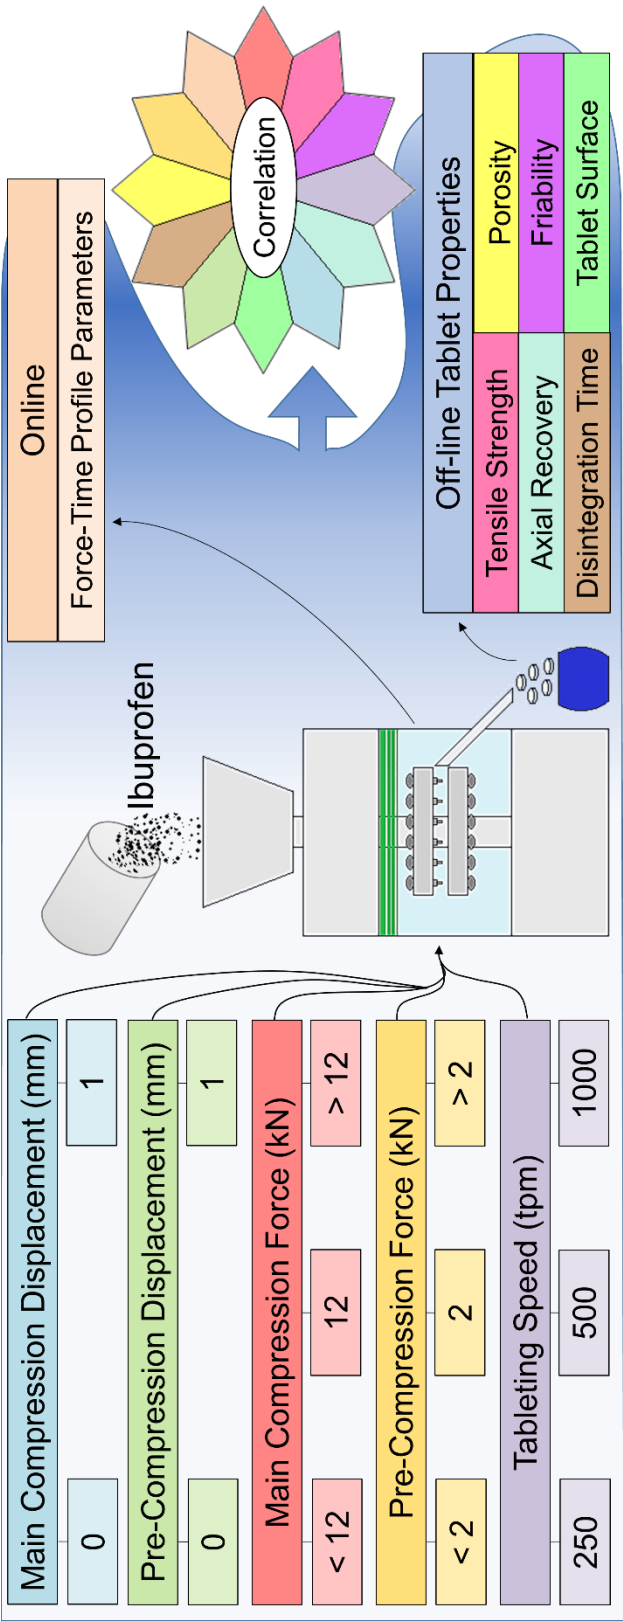 Main Compression Displacement (mm)
0
1
Pre-Compression Displacement (mm)
0
1
Main Compression Force (kN)
< 12
12
> 12
Pre-Compression Force (kN)
< 2
2
> 2
Tableting Speed (tpm)
250
500
1000
Ibuprofen
Online
Force-Time Profile Parameters
Off-line Tablet Properties
Tensile Strength
Porosity
Axial Recovery
Friability
Disintegration Time
Tablet Surface
Correlation